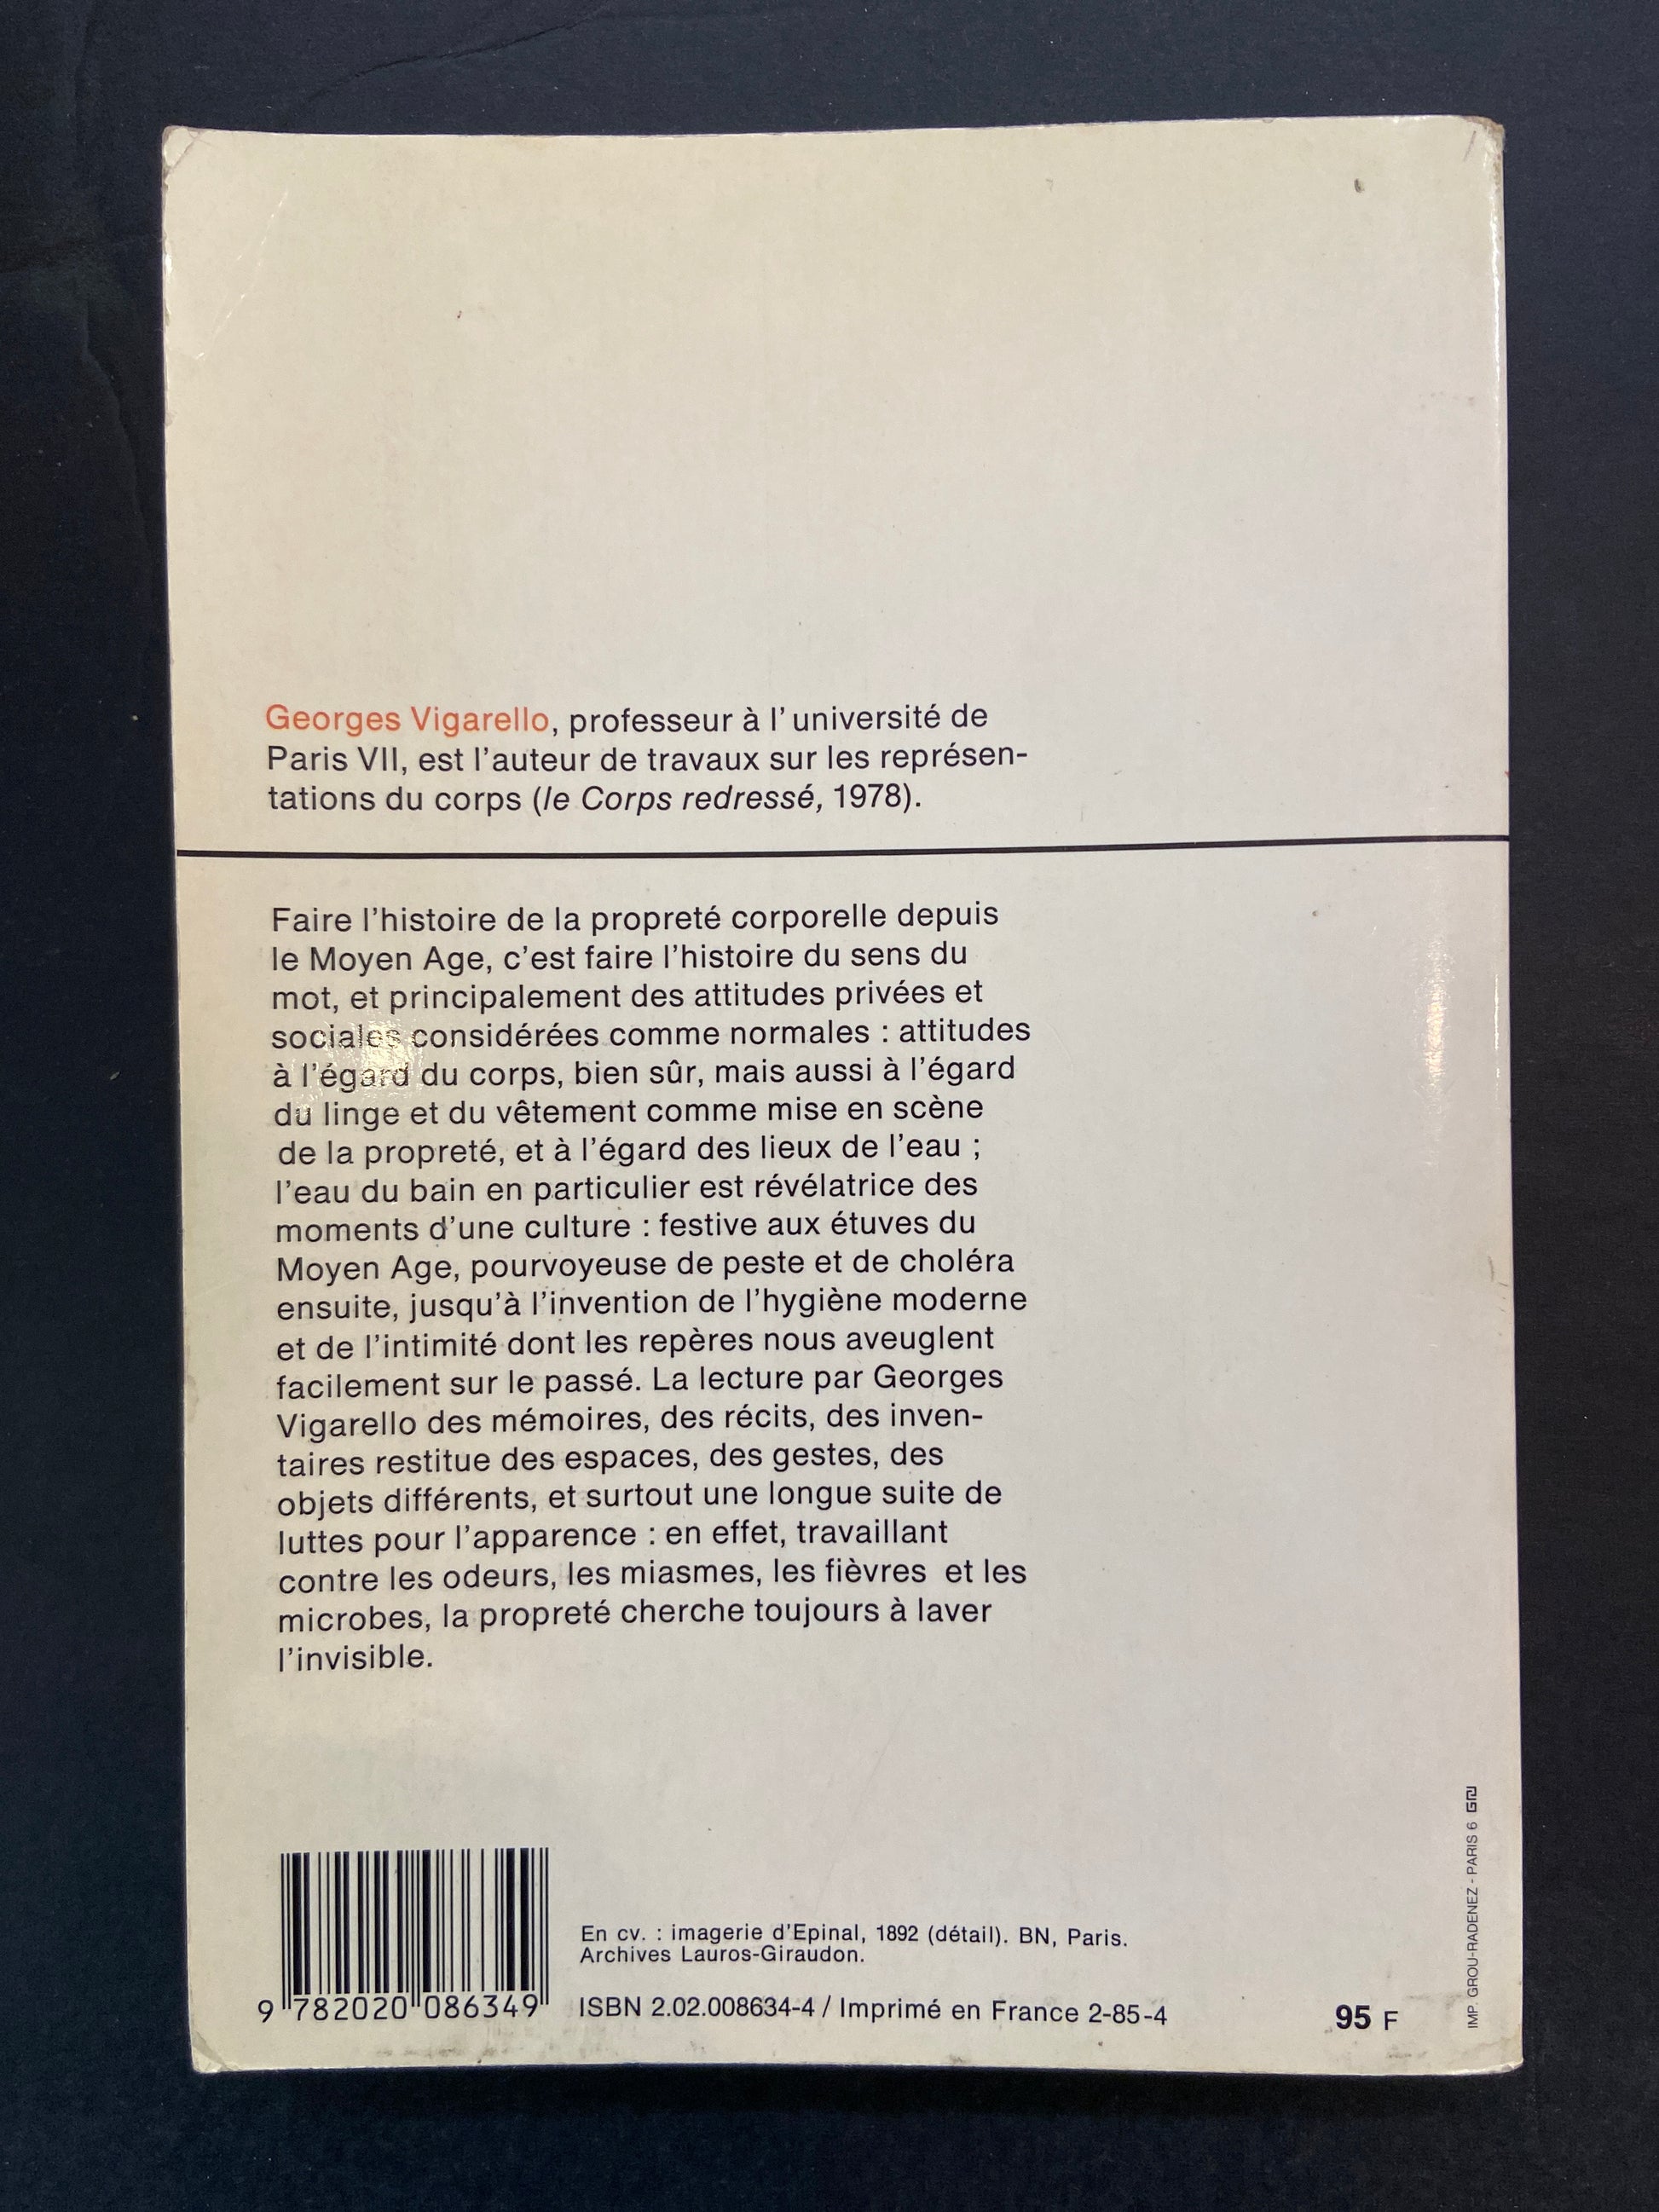 Georges Vigarello, professeur à l'université de
Paris VII, est l'auteur de travaux sur les représen-
tations du corps (le Corps redressé, 1978).
Faire l'histoire de la propreté corporelle depuis
le Moyen Age, c'est faire l'histoire du sens du
mot, et principalement des attitudes privées et
sociales considérées comme normales : attitudes
à l'égard du corps, bien sûr, mais aussi à l'égard
du linge et du vêtement comme mise en scène
de la propreté, et à l'égard des lieux de l'eau ;
l'eau du bain en particulier est révélatrice des
moments d'une culture : festive aux étuves du
Moyen Age, pourvoyeuse de peste et de choléra
ensuite, jusqu'à l'invention de l'hygiène moderne
et de l'intimité dont les repères nous aveuglent
facilement sur le passé. La lecture par Georges
Vigarello des mémoires, des récits, des inven-
taires restitue des espaces, des gestes, des
objets différents, et surtout une longue suite de
luttes pour l'apparence : en effet, travaillant
contre les odeurs, les miasmes, les fièvres et les
microbes, la propreté cherche toujours à laver
l'invisible.
En cv. : imagerie d'Epinal, 1892 (détail). BN, Paris.
Archives Lauros-Giraudon.
9 782020 086349
ISBN 2.02.008634-4 / Imprimé en France 2-85-4
95 F
IMP. GROU-RADENEZ - PARIS 6